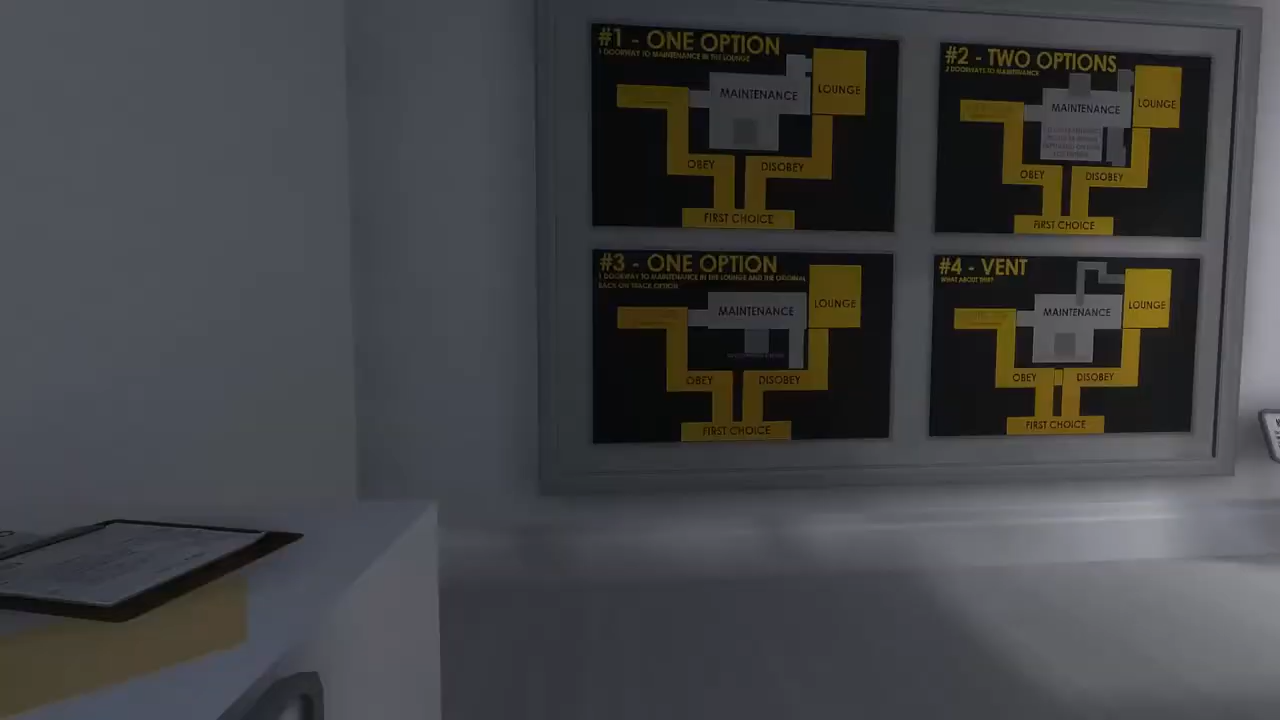 #1 - ONE OPTION
1 DOORWAY TO MAINTENANCE IN THE LOUNGE
MAINTENANCE
LOUNGE
OBEY
DISOBEY
FIRST CHOICE
#2 - TWO OPTIONS
2 DOORWAYS TO MAINTENANCE
MAINTENANCE
LOUNGE
OBEY
DISOBEY
FIRST CHOICE
#3 - ONE OPTION
1 DOORWAY TO MAINTENANCE IN THE LOUNGE AND THE ORIGINAL
BACK ON TRACK OPTION
MAINTENANCE
LOUNGE
OBEY
DISOBEY
FIRST CHOICE
#4 - VENT
WHAT ABOUT THIS?
MAINTENANCE
LOUNGE
OBEY
DISOBEY
FIRST CHOICE